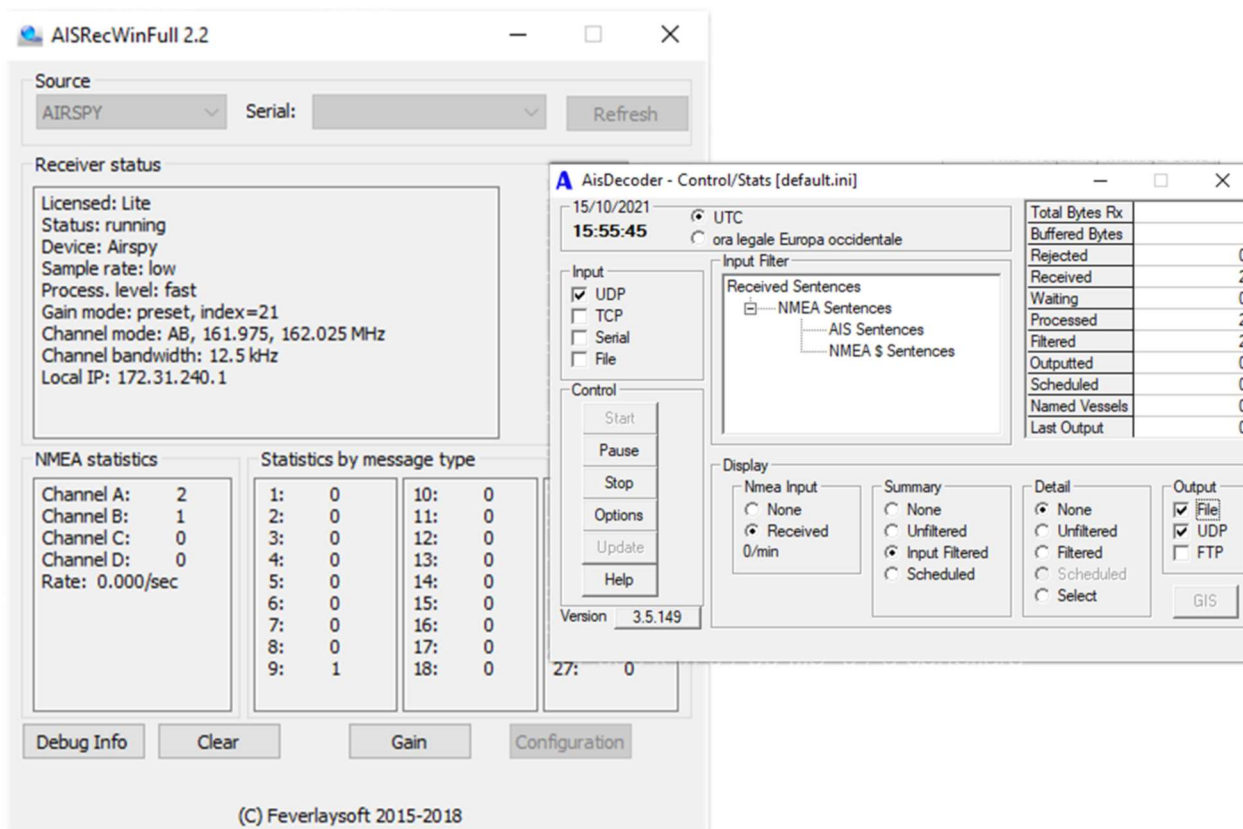 AISRecWinFull 2.2
Source
AIRSPY
Serial:
Refresh
Receiver status
Licensed: Lite
Status: running
Device: Airspy
Sample rate: low
Process. level: fast
Gain mode: preset, index=21
Channel mode: AB, 161.975, 162.025 MHz
Channel bandwidth: 12.5 kHz
Local IP: 172.31.240.1
NMEA statistics
Channel A: 2
Channel B: 1
Channel C: 0
Channel D: 0
Rate: 0.000/sec
Statistics by message type
1: 0
2: 0
3: 0
4: 0
5: 0
6: 0
7: 0
8: 0
9: 1
10: 0
11: 0
12: 0
13: 0
14: 0
15: 0
16: 0
17: 0
18: 0
27: 0
Debug Info
Clear
Gain
Configuration
(C) Feverlaysoft 2015-2018
A AisDecoder - Control/Stats [default.ini]
15/10/2021
15:55:45
UTC
ora legale Europa occidentale
Input
UDP
TCP
Serial
File
Control
Start
Pause
Stop
Options
Update
Help
Version 3.5.149
Input Filter
Received Sentences
NMEA Sentences
AIS Sentences
NMEA $ Sentences
Total Bytes Rx
Buffered Bytes
Rejected
Received
Waiting
Processed
Filtered
Outputted
Scheduled
Named Vessels
Last Output
Display
Nmea Input
None
Received
0/min
Summary
None
Unfiltered
Input Filtered
Scheduled
Detail
None
Unfiltered
Filtered
Scheduled
Select
Output
File
UDP
FTP
GIS